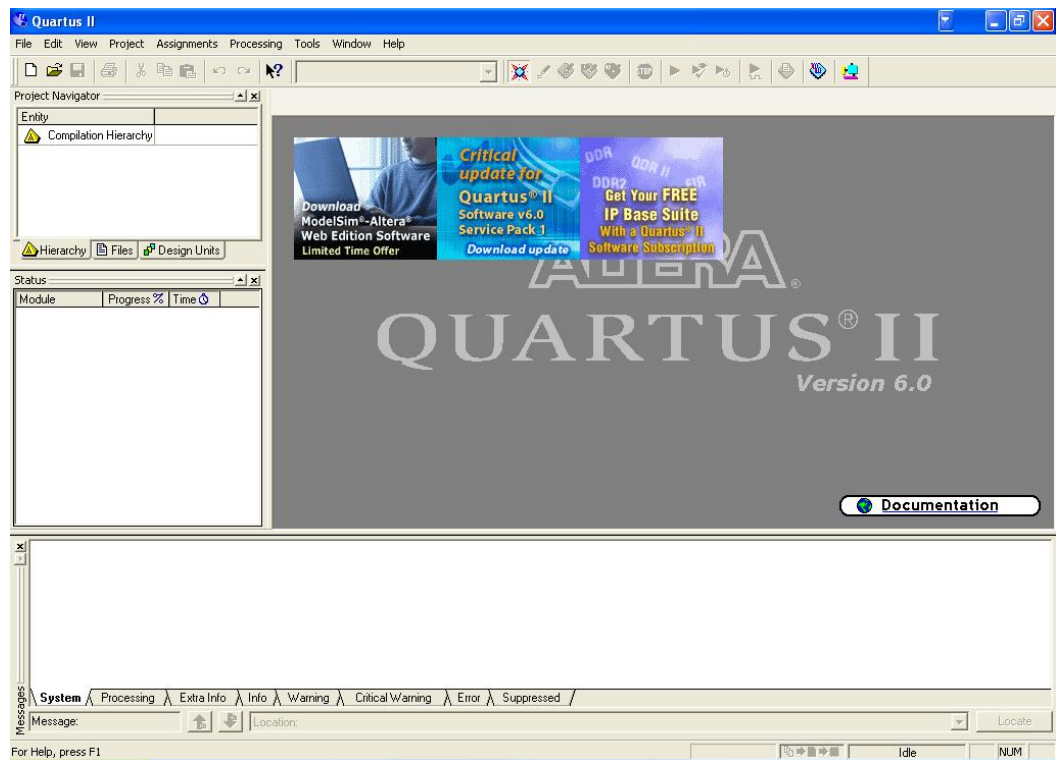 Quartus II
File Edit View Project Assignments Processing Tools Window Help
STOP
Project Navigator
Entity
Compilation Hierarchy
Hierarchy Files Design Units
Status
Module Progress % Time
Download
ModelSim®-Altera®
Web Edition Software
Limited Time Offer
Critical
update for
Quartus® II
Software v6.0
Service Pack 1
Download update
DDR DDR II
DDR2 FIR
Get Your FREE
IP Base Suite
With a Quartus® II
Software Subscription
ALTERA®
QUARTUS® II
Version 6.0
Documentation
System Processing Extra Info Info Warning Critical Warning Error Suppressed
Messages
Message: Location: Locate
For Help, press F1 Idle NUM